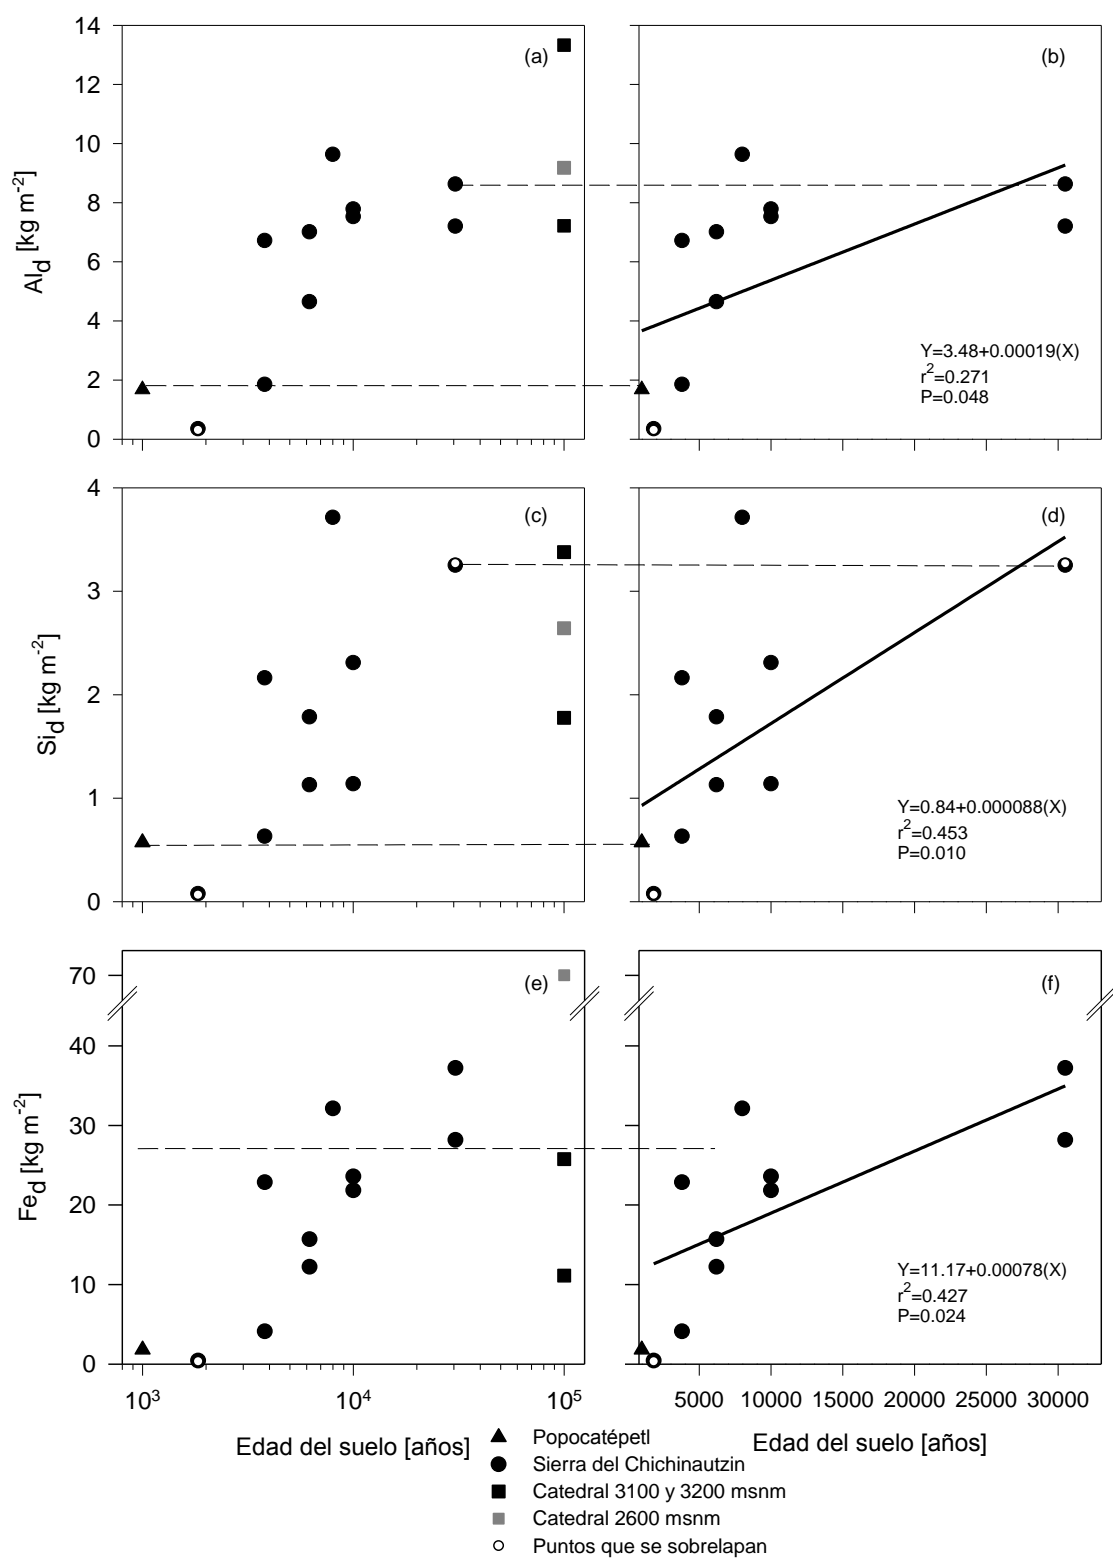 14
12
10
8
6
4
2
0
Al_d [kg m^-2]
(a)
(b)
Y=3.48+0.00019(X)
r^2=0.271
P=0.048
4
3
2
1
0
Si_d [kg m^-2]
(c)
(d)
Y=0.84+0.000088(X)
r^2=0.453
P=0.010
70
40
30
20
10
0
Fe_d [kg m^-2]
(e)
(f)
Y=11.17+0.00078(X)
r^2=0.427
P=0.024
10^3 10^4 10^5
5000 10000 15000 20000 25000 30000
Edad del suelo [años]
Edad del suelo [años]
Popocatépetl
Sierra del Chichinautzin
Catedral 3100 y 3200 msnm
Catedral 2600 msnm
Puntos que se sobrelapan